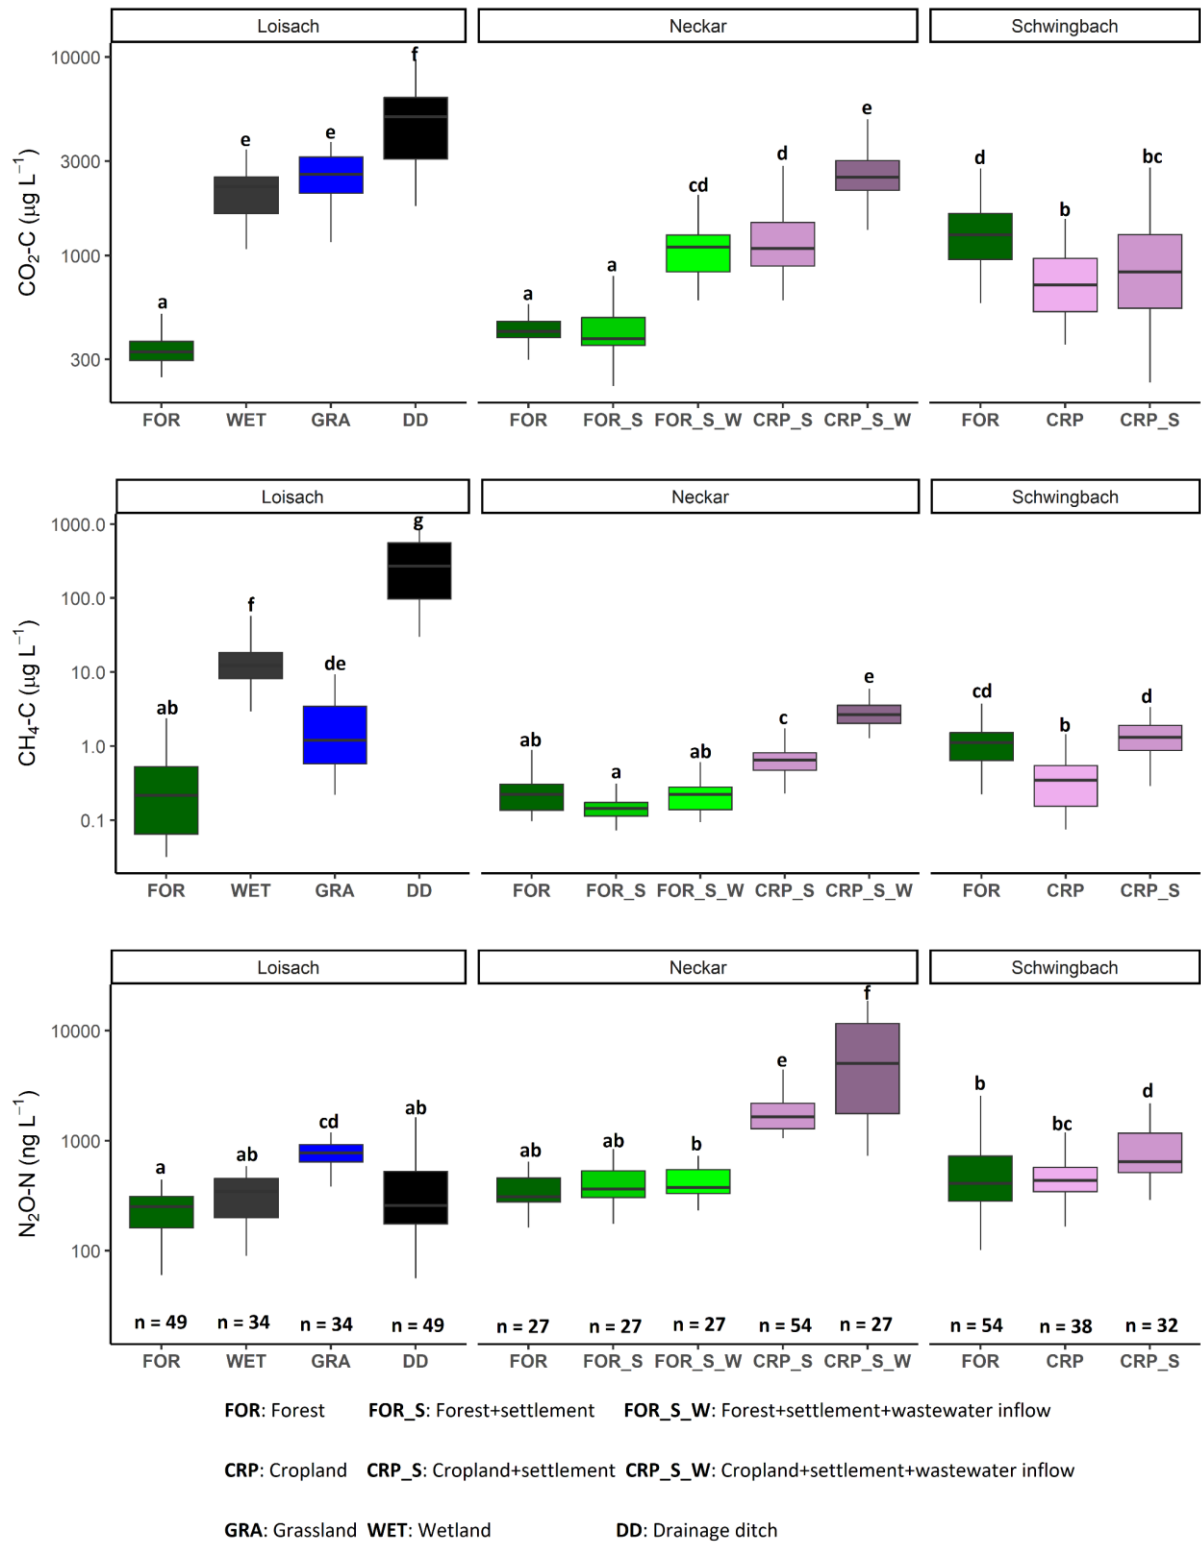 Loisach Neckar Schwingbach
f
10000
e e e
3000
d d bc
cd
b
1000
a a
a
300
CO₂-C (µg L⁻¹)
FOR WET GRA DD FOR FOR_S FOR_S_W CRP_S CRP_S_W FOR CRP CRP_S
Loisach Neckar Schwingbach
g
1000.0
100.0
f
10.0
de e
cd d
ab ab a ab c b
1.0
0.1
CH₄-C (µg L⁻¹)
FOR WET GRA DD FOR FOR_S FOR_S_W CRP_S CRP_S_W FOR CRP CRP_S
Loisach Neckar Schwingbach
f
10000
e
b d
cd ab bc
a ab ab ab b
1000
100
N₂O-N (ng L⁻¹)
n = 49 n = 34 n = 34 n = 49 n = 27 n = 27 n = 27 n = 54 n = 27 n = 54 n = 38 n = 32
FOR WET GRA DD FOR FOR_S FOR_S_W CRP_S CRP_S_W FOR CRP CRP_S
FOR: Forest FOR_S: Forest+settlement FOR_S_W: Forest+settlement+wastewater inflow
CRP: Cropland CRP_S: Cropland+settlement CRP_S_W: Cropland+settlement+wastewater inflow
GRA: Grassland WET: Wetland DD: Drainage ditch